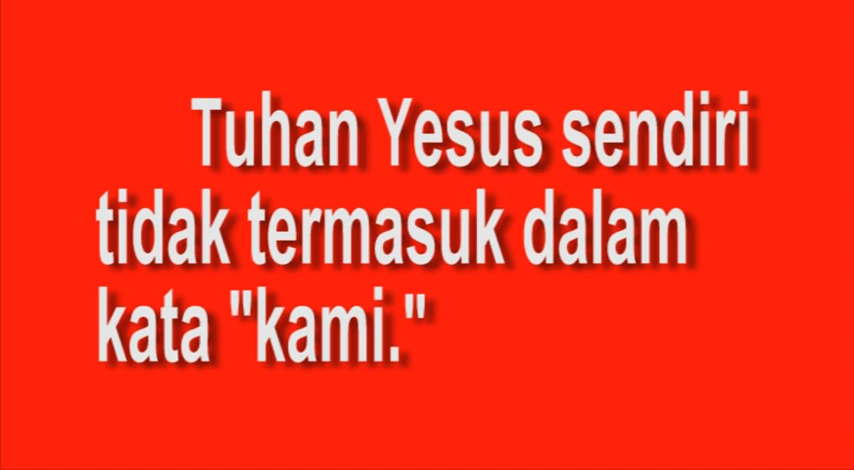 Tuhan Yesus sendiri
tidak termasuk dalam
kata "kami."